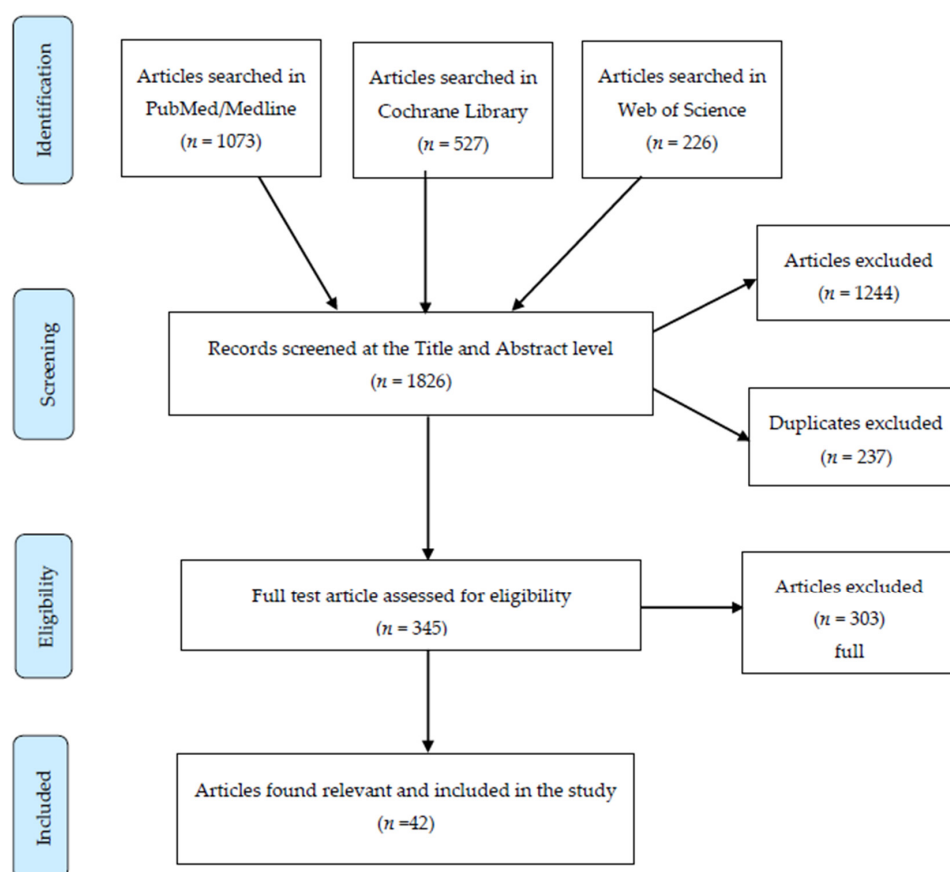 Identification
Articles searched in
PubMed/Medline
(n = 1073)
Articles searched in
Cochrane Library
(n = 527)
Articles searched in
Web of Science
(n = 226)
Screening
Records screened at the Title and Abstract level
(n = 1826)
Articles excluded
(n = 1244)
Duplicates excluded
(n = 237)
Eligibility
Full test article assessed for eligibility
(n = 345)
Articles excluded
(n = 303)
full
Included
Articles found relevant and included in the study
(n =42)